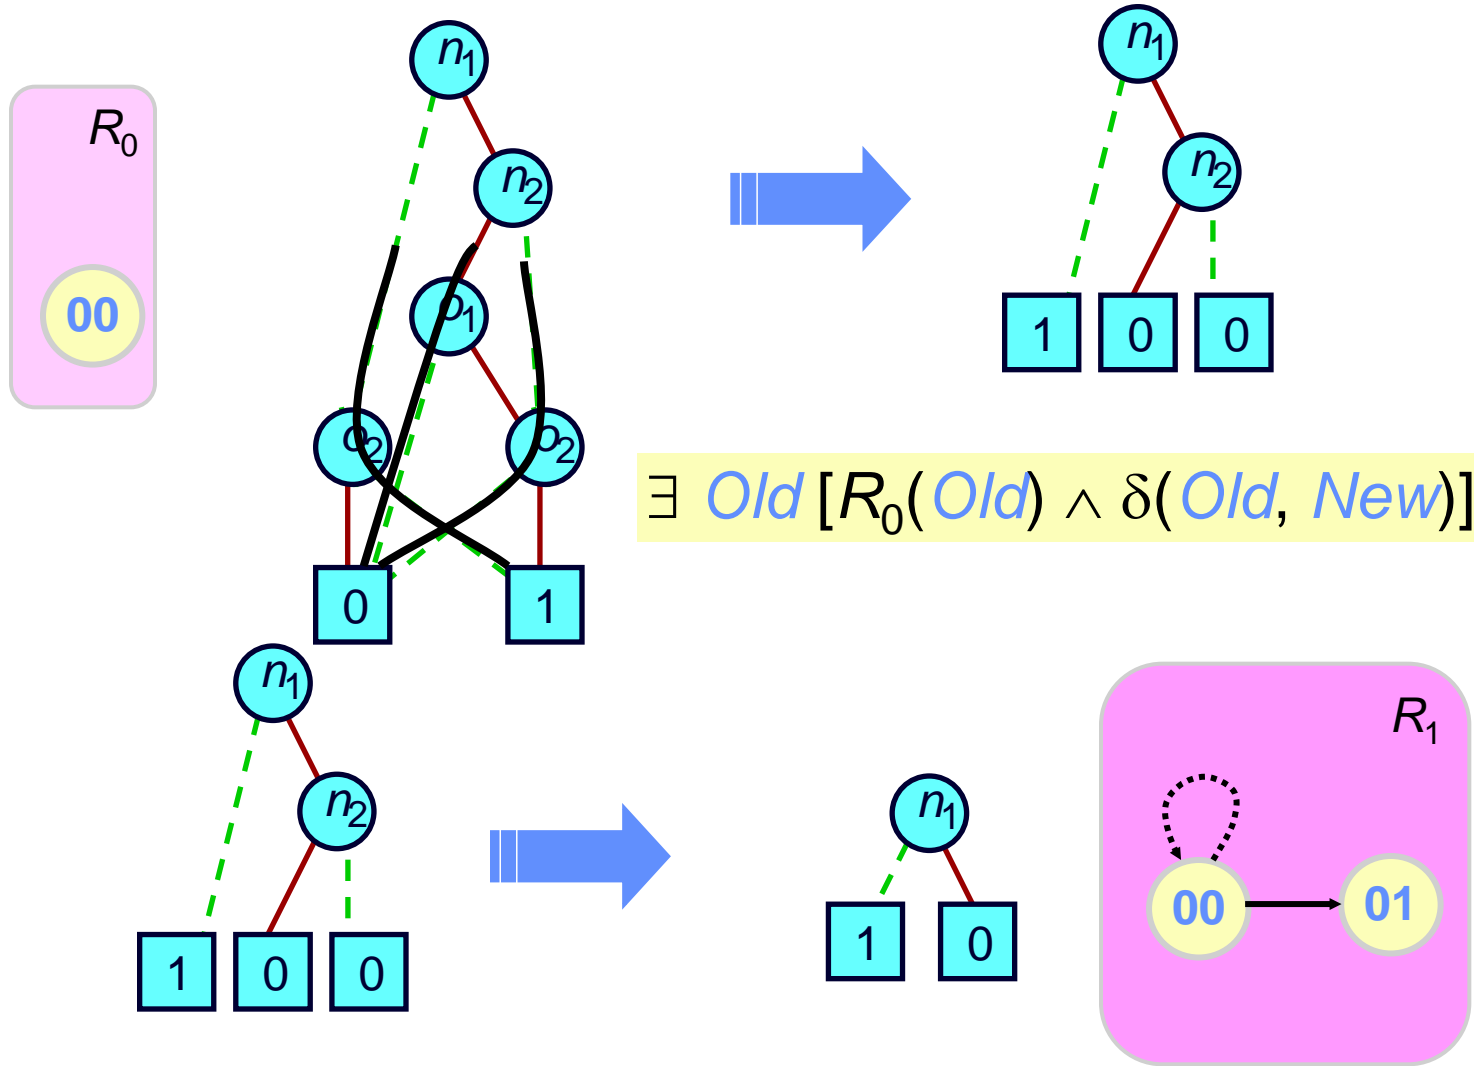 R₀
00
n₁
n₂
o₁
o₂
o₂
0
1
n₁
n₂
1
0
0
∃ Old [R₀(Old) ∧ δ(Old, New)]
n₁
n₂
1
0
0
n₁
1
0
R₁
00
01